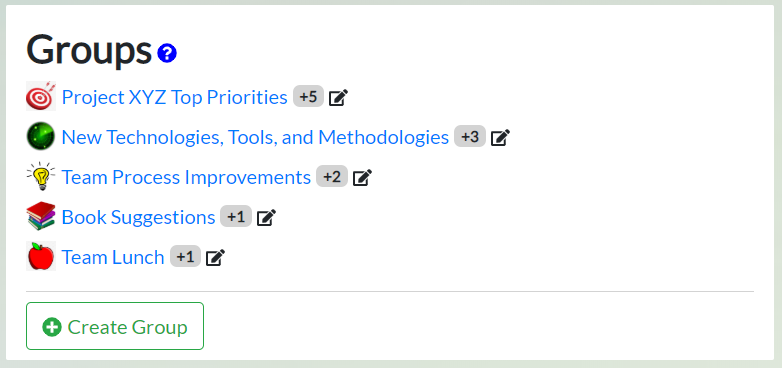 Groups ?
Project XYZ Top Priorities +5
New Technologies, Tools, and Methodologies +3
Team Process Improvements +2
Book Suggestions +1
Team Lunch +1
Create Group